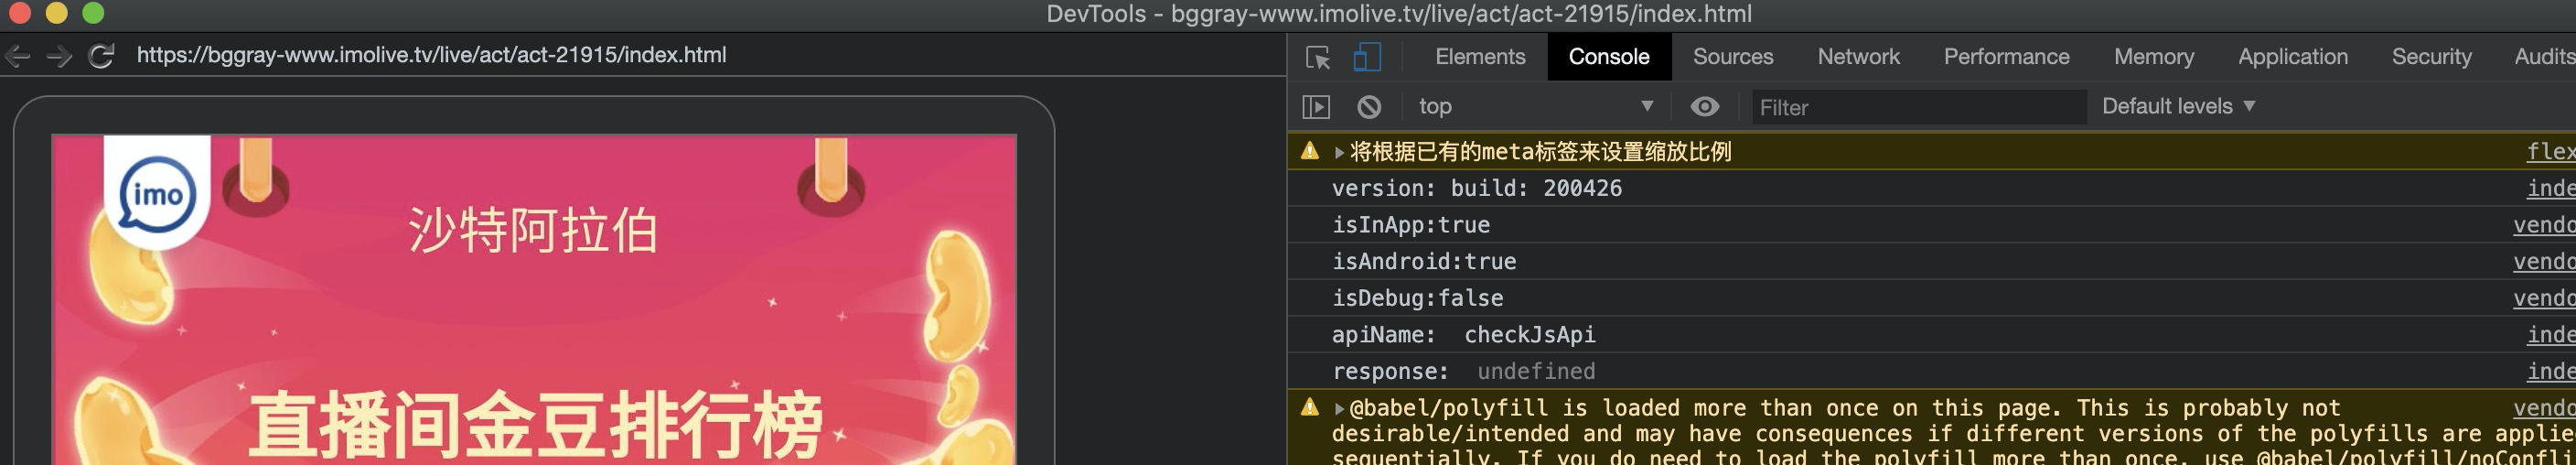 DevTools - bggray-www.imolive.tv/live/act/act-21915/index.html
https://bggray-www.imolive.tv/live/act/act-21915/index.html
Elements Console Sources Network Performance Memory Application Security Audits
top Filter Default levels
imo
沙特阿拉伯
直播间金豆排行榜
将根据已有的meta标签来设置缩放比例 flex
version: build: 200426 inde
isInApp:true vendo
isAndroid:true vendo
isDebug:false vendo
apiName: checkJsApi inde
response: undefined inde
@babel/polyfill is loaded more than once on this page. This is probably not vendo
desirable/intended and may have consequences if different versions of the polyfills are applie
sequentially. If you do need to load the polyfill more than once, use @babel/polyfill/noConfli